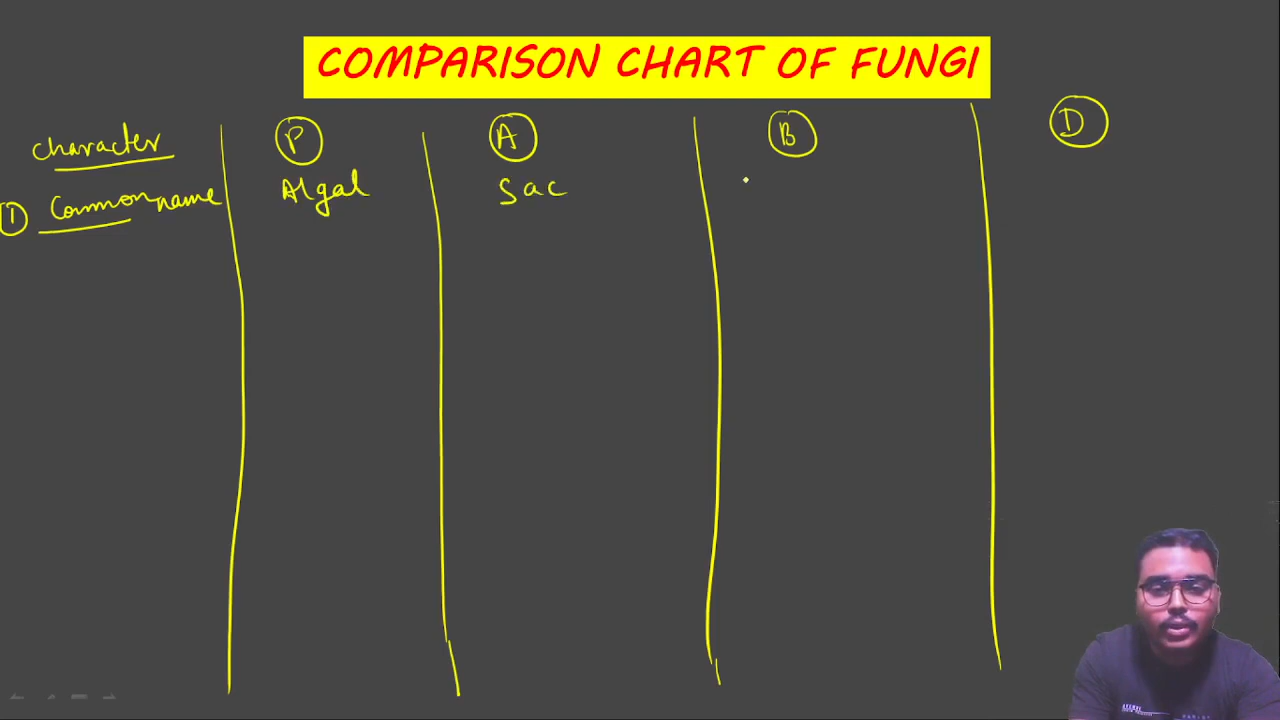 COMPARISON CHART OF FUNGI
character P A B D
1 Common name Algal Sac